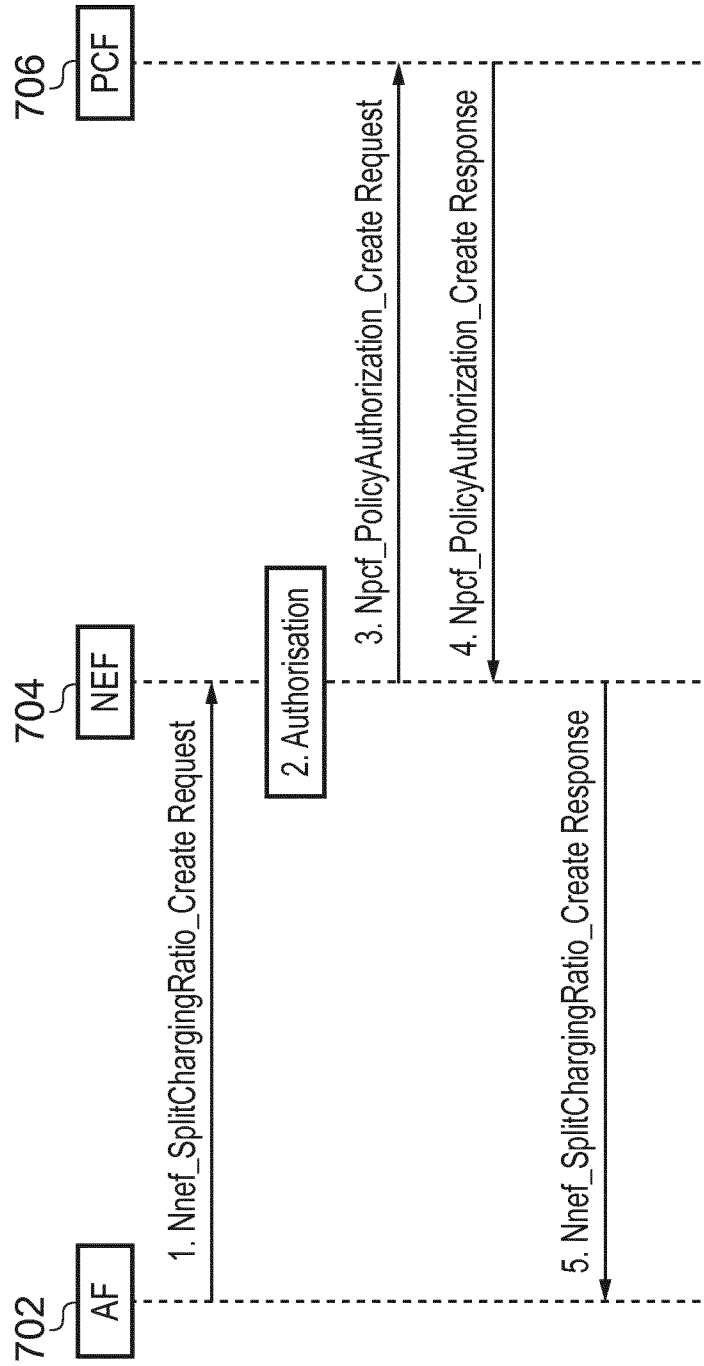 702
704
706
AF
NEF
PCF
1. Nnef_SplitChargingRatio_Create Request
2. Authorisation
3. Npcf_PolicyAuthorization_Create Request
4. Npcf_PolicyAuthorization_Create Response
5. Nnef_SplitChargingRatio_Create Response